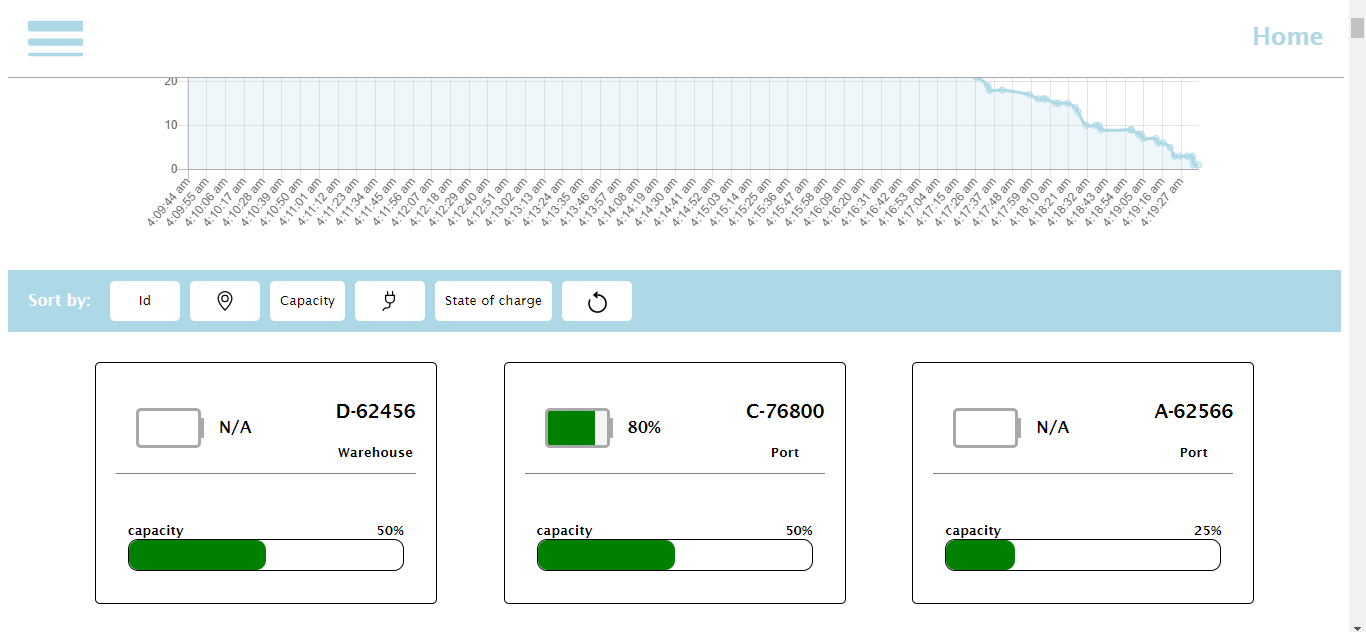 Home
20
10
0
4:09:44 am
4:09:55 am
4:10:06 am
4:10:17 am
4:10:28 am
4:10:39 am
4:10:50 am
4:11:01 am
4:11:12 am
4:11:23 am
4:11:34 am
4:11:45 am
4:11:56 am
4:12:07 am
4:12:18 am
4:12:29 am
4:12:40 am
4:12:51 am
4:13:02 am
4:13:13 am
4:13:24 am
4:13:35 am
4:13:46 am
4:13:57 am
4:14:08 am
4:14:19 am
4:14:30 am
4:14:41 am
4:14:52 am
4:15:03 am
4:15:14 am
4:15:25 am
4:15:36 am
4:15:47 am
4:15:58 am
4:16:09 am
4:16:20 am
4:16:31 am
4:16:42 am
4:16:53 am
4:17:04 am
4:17:15 am
4:17:26 am
4:17:37 am
4:17:48 am
4:17:59 am
4:18:10 am
4:18:21 am
4:18:32 am
4:18:43 am
4:18:54 am
4:19:05 am
4:19:16 am
4:19:27 am
Sort by: Id Capacity State of charge
D-62456
N/A
Warehouse
capacity 50%
C-76800
80%
Port
capacity 50%
A-62566
N/A
Port
capacity 25%